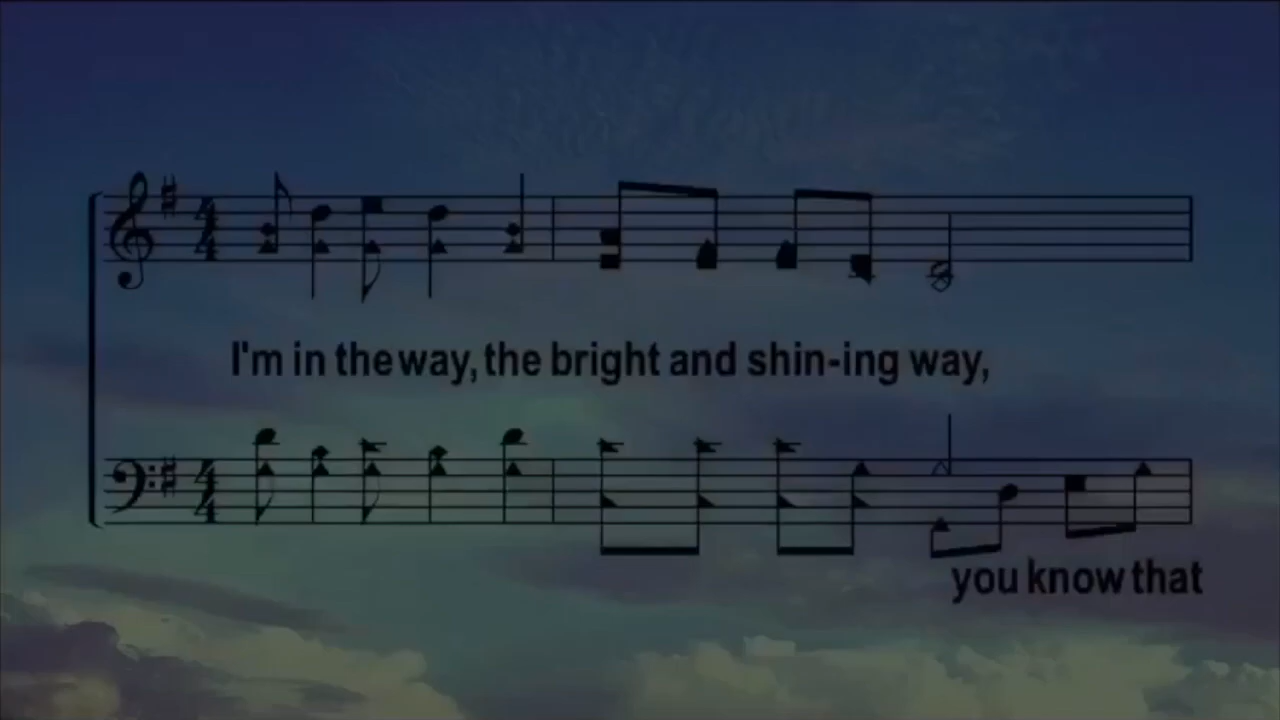 I'm in the way, the bright and shin-ing way,
you know that